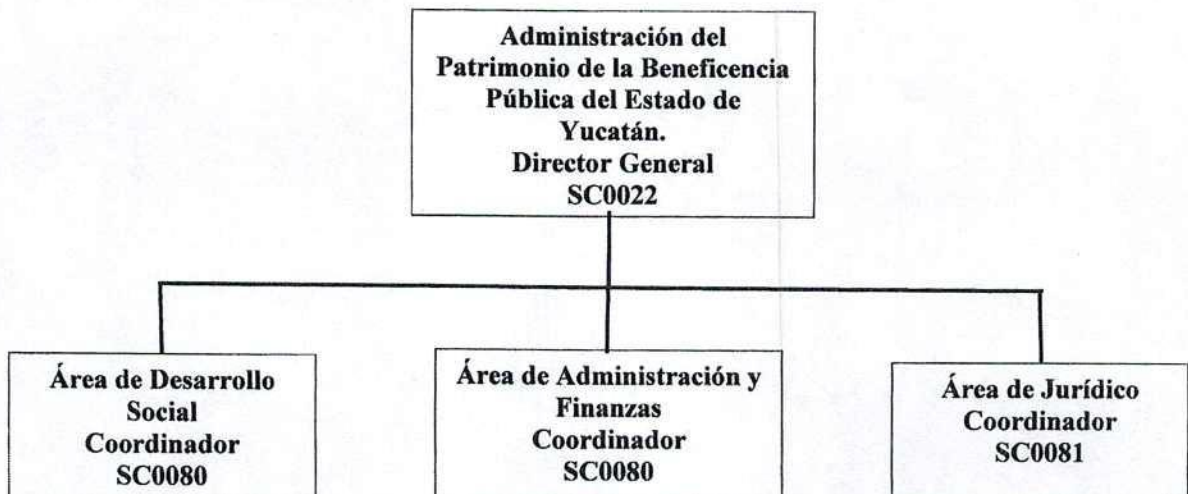 Administración del
Patrimonio de la Beneficencia
Pública del Estado de
Yucatán.
Director General
SC0022
Área de Desarrollo
Social
Coordinador
SC0080
Área de Administración y
Finanzas
Coordinador
SC0080
Área de Jurídico
Coordinador
SC0081